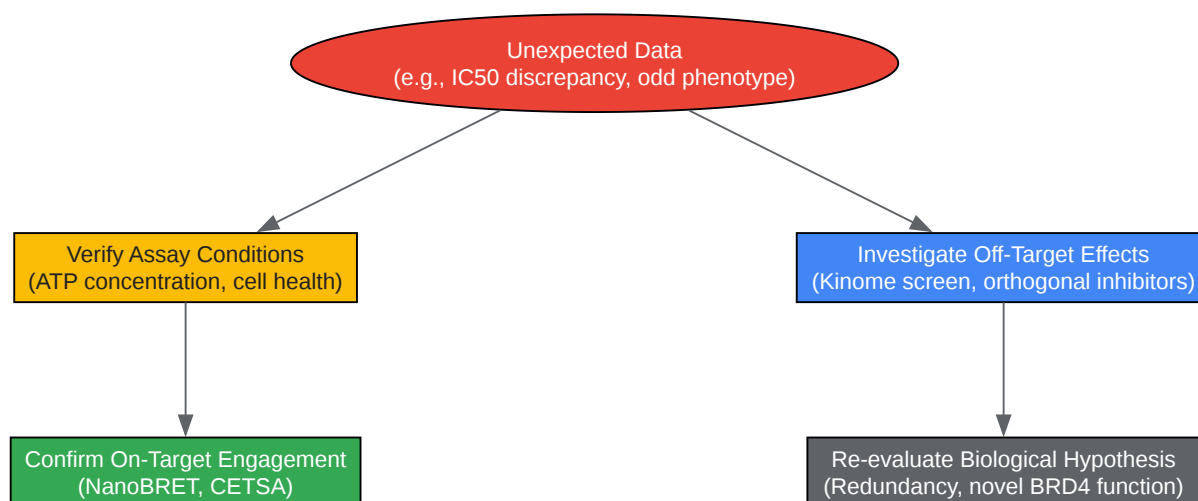 Unexpected Data
(e.g., IC50 discrepancy, odd phenotype)
Verify Assay Conditions
(ATP concentration, cell health)
Investigate Off-Target Effects
(Kinome screen, orthogonal inhibitors)
Confirm On-Target Engagement
(NanoBRET, CETSA)
Re-evaluate Biological Hypothesis
(Redundancy, novel BRD4 function)